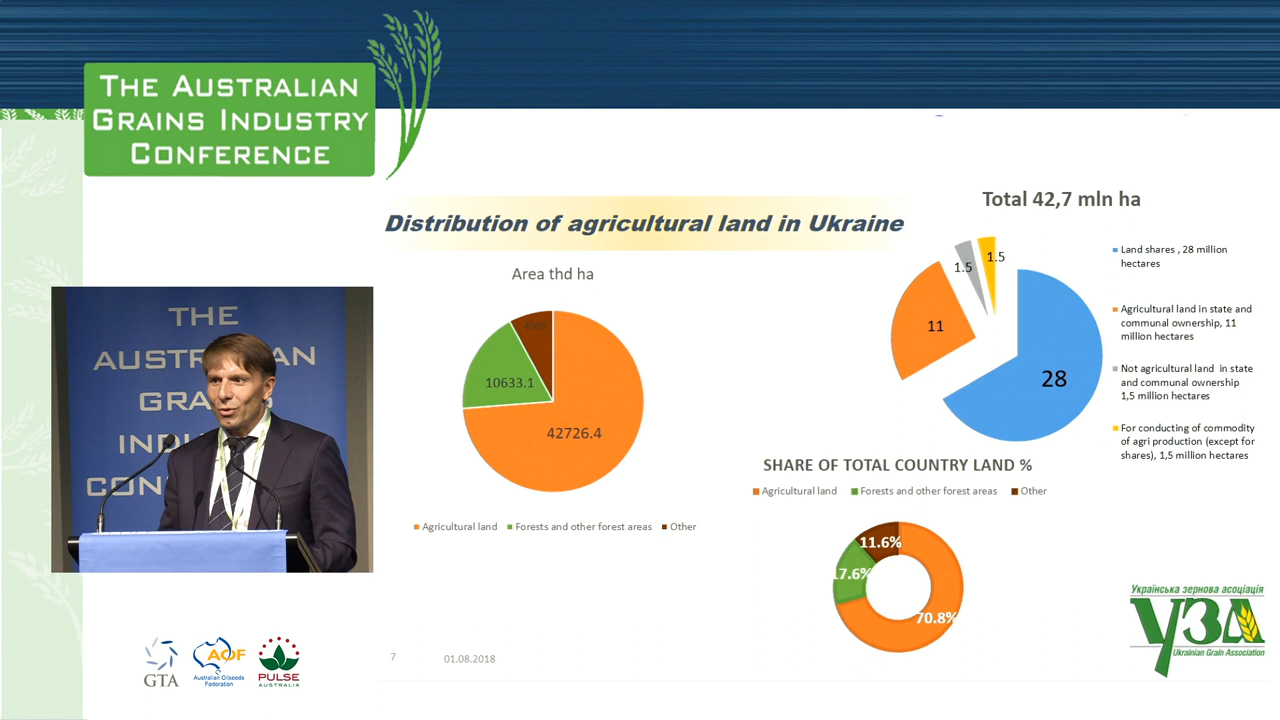 THE AUSTRALIAN
GRAINS INDUSTRY
CONFERENCE
Distribution of agricultural land in Ukraine
Area thd ha
10633.1
42726.4
Agricultural land
Forests and other forest areas
Other
Total 42,7 mln ha
1.5
1.5
11
28
Land shares , 28 million
hectares
Agricultural land in state and
communal ownership, 11
million hectares
Not agricultural land in state
and communal ownership
1,5 million hectares
For conducting of commodity
of agri production (except for
shares), 1,5 million hectares
SHARE OF TOTAL COUNTRY LAND %
Agricultural land
Forests and other forest areas
Other
11.6%
17.6%
70.8%
THE
AUSTRALIAN
GRA S
IND
CON
GTA
AOF
Australian Oilseeds
Federation
PULSE
AUSTRALIA
7
01.08.2018
Українська зернова асоціація
УЗА
Ukrainian Grain Association